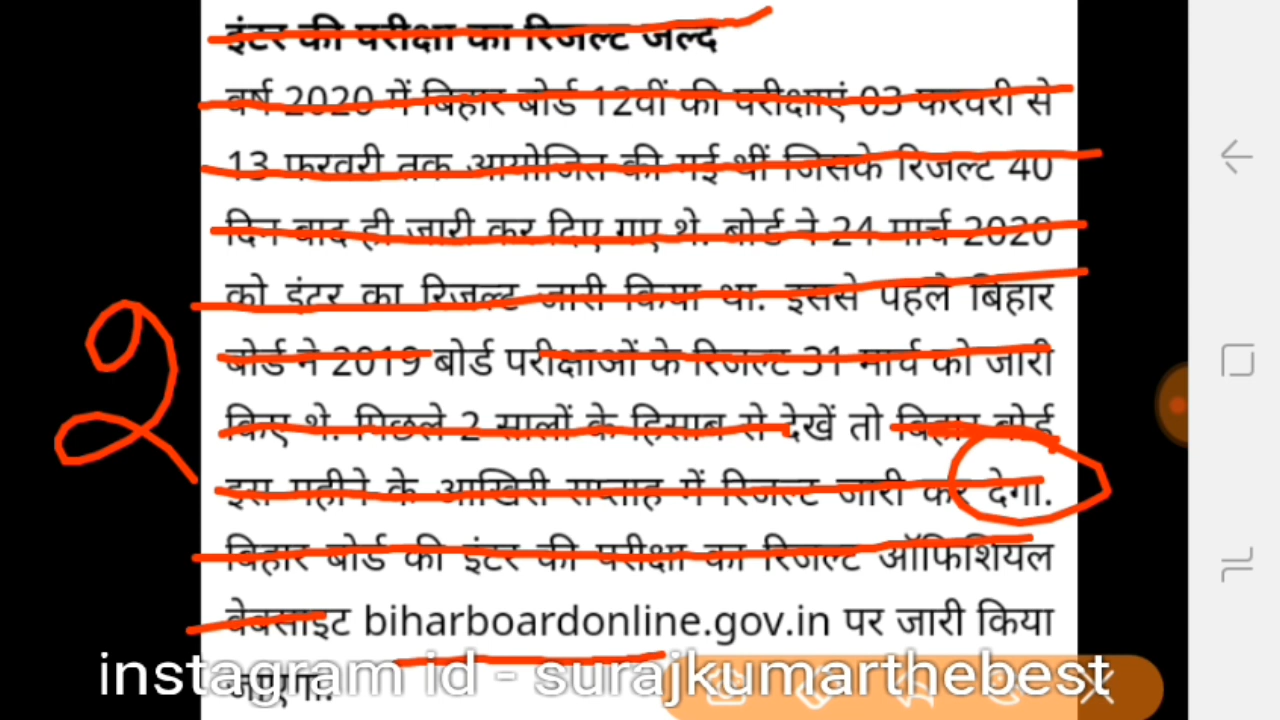 इंटर की परीक्षा का रिजल्ट जल्द
वर्ष 2020 में बिहार बोर्ड 12वीं की परीक्षाएं 03 फरवरी से
13 फरवरी तक आयोजित की गई थीं जिसके रिजल्ट 40
दिन बाद ही जारी कर दिए गए थे. बोर्ड ने 24 मार्च 2020
को इंटर का रिजल्ट जारी किया था. इससे पहले बिहार
बोर्ड ने 2019 बोर्ड परीक्षाओं के रिजल्ट 31 मार्च को जारी
2
किए थे. पिछले 2 सालों के हिसाब से देखें तो बिहार बोर्ड
इस महीने के आखिरी सप्ताह में रिजल्ट जारी कर देगा.
बिहार बोर्ड की इंटर की परीक्षा का रिजल्ट ऑफिशियल
वेबसाइट biharboardonline.gov.in पर जारी किया
जाएगा.
instagram id - surajkumarthebest